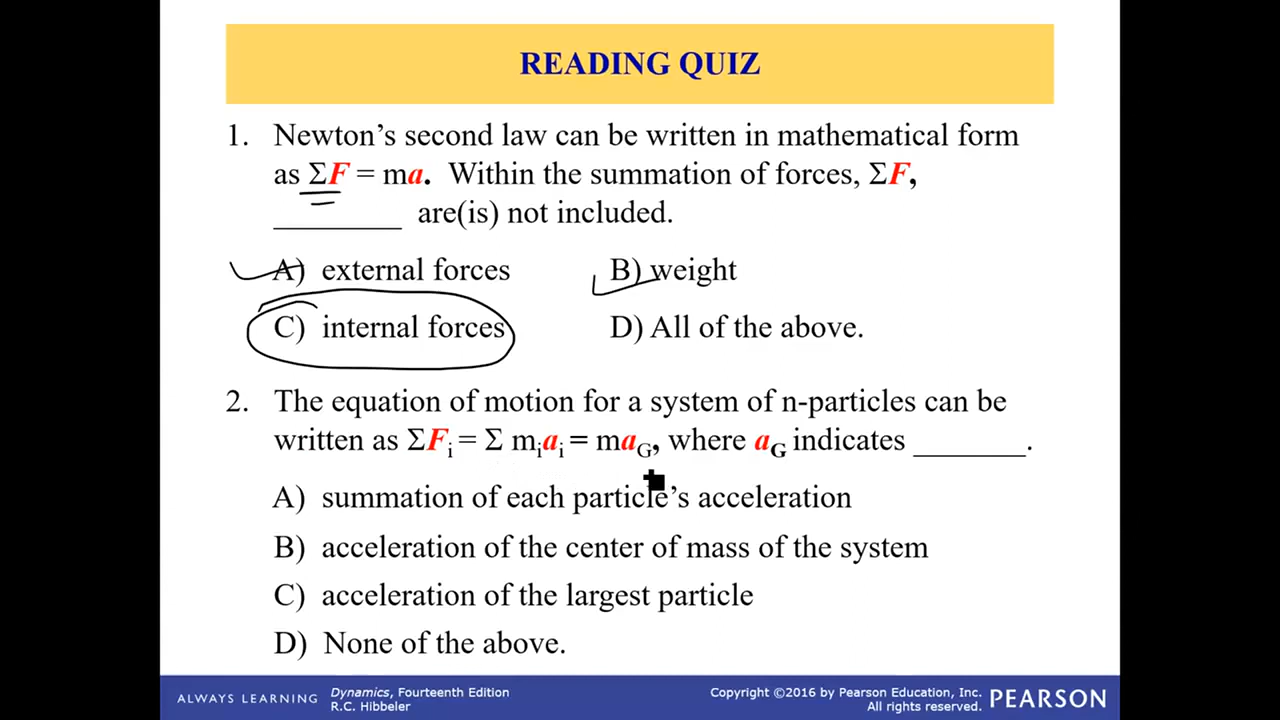 READING QUIZ
1. Newton's second law can be written in mathematical form
as ΣF = ma. Within the summation of forces, ΣF,
________ are(is) not included.
A) external forces B) weight
C) internal forces D) All of the above.
2. The equation of motion for a system of n-particles can be
written as ΣFi = Σ miai = maG, where aG indicates _______.
A) summation of each particle's acceleration
B) acceleration of the center of mass of the system
C) acceleration of the largest particle
D) None of the above.
ALWAYS LEARNING
Dynamics, Fourteenth Edition
R.C. Hibbeler
Copyright ©2016 by Pearson Education, Inc.
All rights reserved.
PEARSON